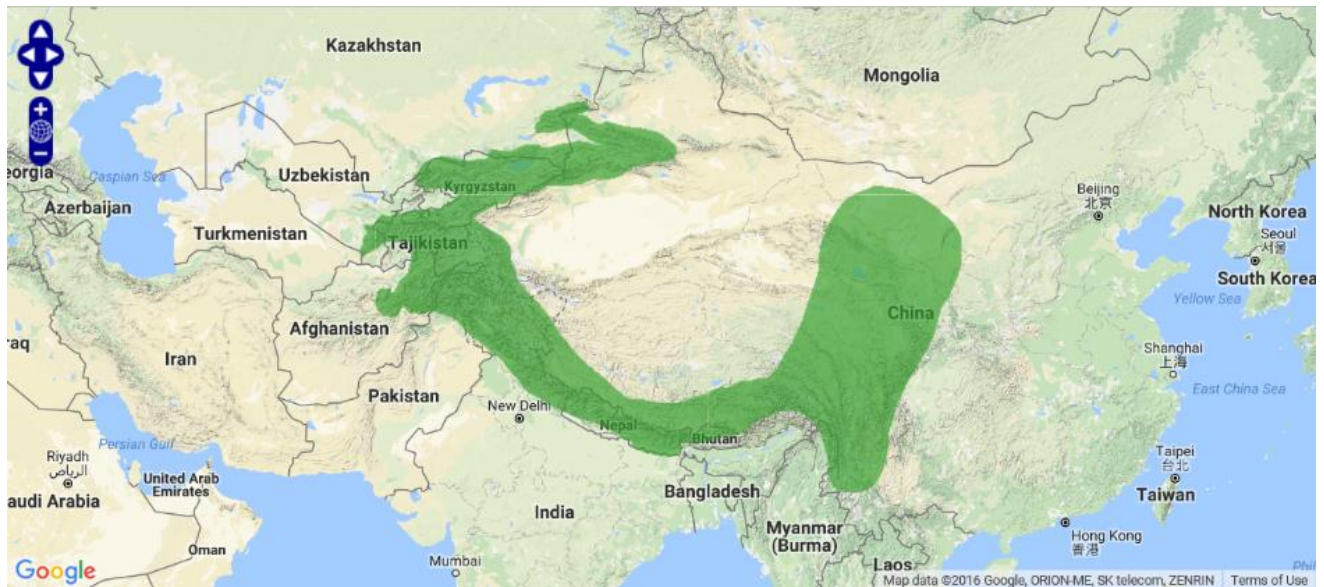 Kazakhstan
Mongolia
Uzbekistan
Kyrgyzstan
Caspian Sea
Azerbaijan
Turkmenistan
Tajikistan
Beijing
北京
North Korea
Seoul
서울
South Korea
Yellow Sea
China
Afghanistan
Iran
Shanghai
上海
East China Sea
Pakistan
New Delhi
Nepal
Bhutan
Persian Gulf
Riyadh
الرياض
United Arab
Emirates
audi Arabia
Oman
India
Bangladesh
Mumbai
Myanmar
(Burma)
Laos
Taipei
台北
Taiwan
Hong Kong
香港
eorgia
raq
Phil
Google
Map data ©2016 Google, ORION-ME, SK telecom, ZENRIN
Terms of Use